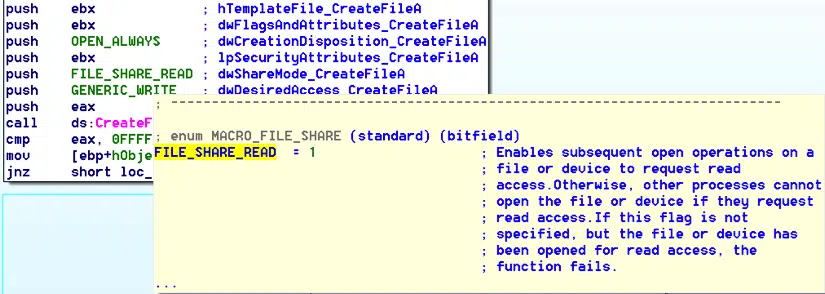 push ebx ; hTemplateFile_CreateFileA
push ebx ; dwFlagsAndAttributes_CreateFileA
push OPEN_ALWAYS ; dwCreationDisposition_CreateFileA
push ebx ; lpSecurityAttributes_CreateFileA
push FILE_SHARE_READ ; dwShareMode_CreateFileA
push GENERIC_WRITE ; dwDesiredAccess_CreateFileA
push eax
call ds:CreateF
cmp eax, 0FFFF
mov [ebp+hObje
jnz short loc_
; ---------------------------------------------------------------------------
; enum MACRO_FILE_SHARE (standard) (bitfield)
FILE_SHARE_READ = 1 ; Enables subsequent open operations on a
; file or device to request read
; access.Otherwise, other processes cannot
; open the file or device if they request
; read access.If this flag is not
; specified, but the file or device has
; been opened for read access, the
; function fails.
...